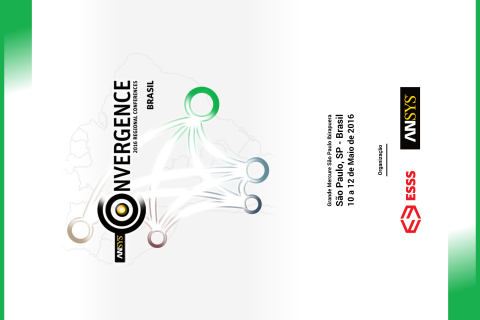 CONVERGENCE
2016 REGIONAL CONFERENCES
BRASIL
ANSYS
Grande Mercure São Paulo Ibirapuera
São Paulo, SP - Brasil
10 a 12 de Maio de 2016
Organização
ESSS
ANSYS